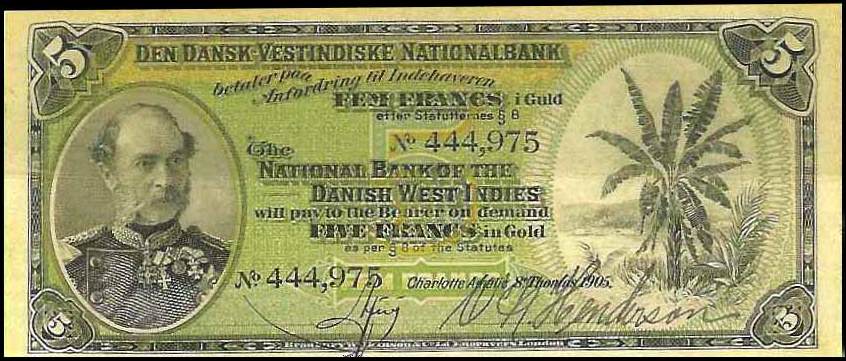 5
5
DEN DANSK-VESTINDISKE NATIONALBANK
betaler paa
Anfordring til Indehaveren
FEM FRANCS i Guld
efter Statutternes § 8
№ 444,975
The
NATIONAL BANK OF THE
DANISH WEST INDIES
will pay to the Bearer on demand
FIVE FRANCS in Gold
as per § 8 of the Statutes
№ 444,975
Charlotte Amalie St Thomas 1905.
Henderson
5
5
London